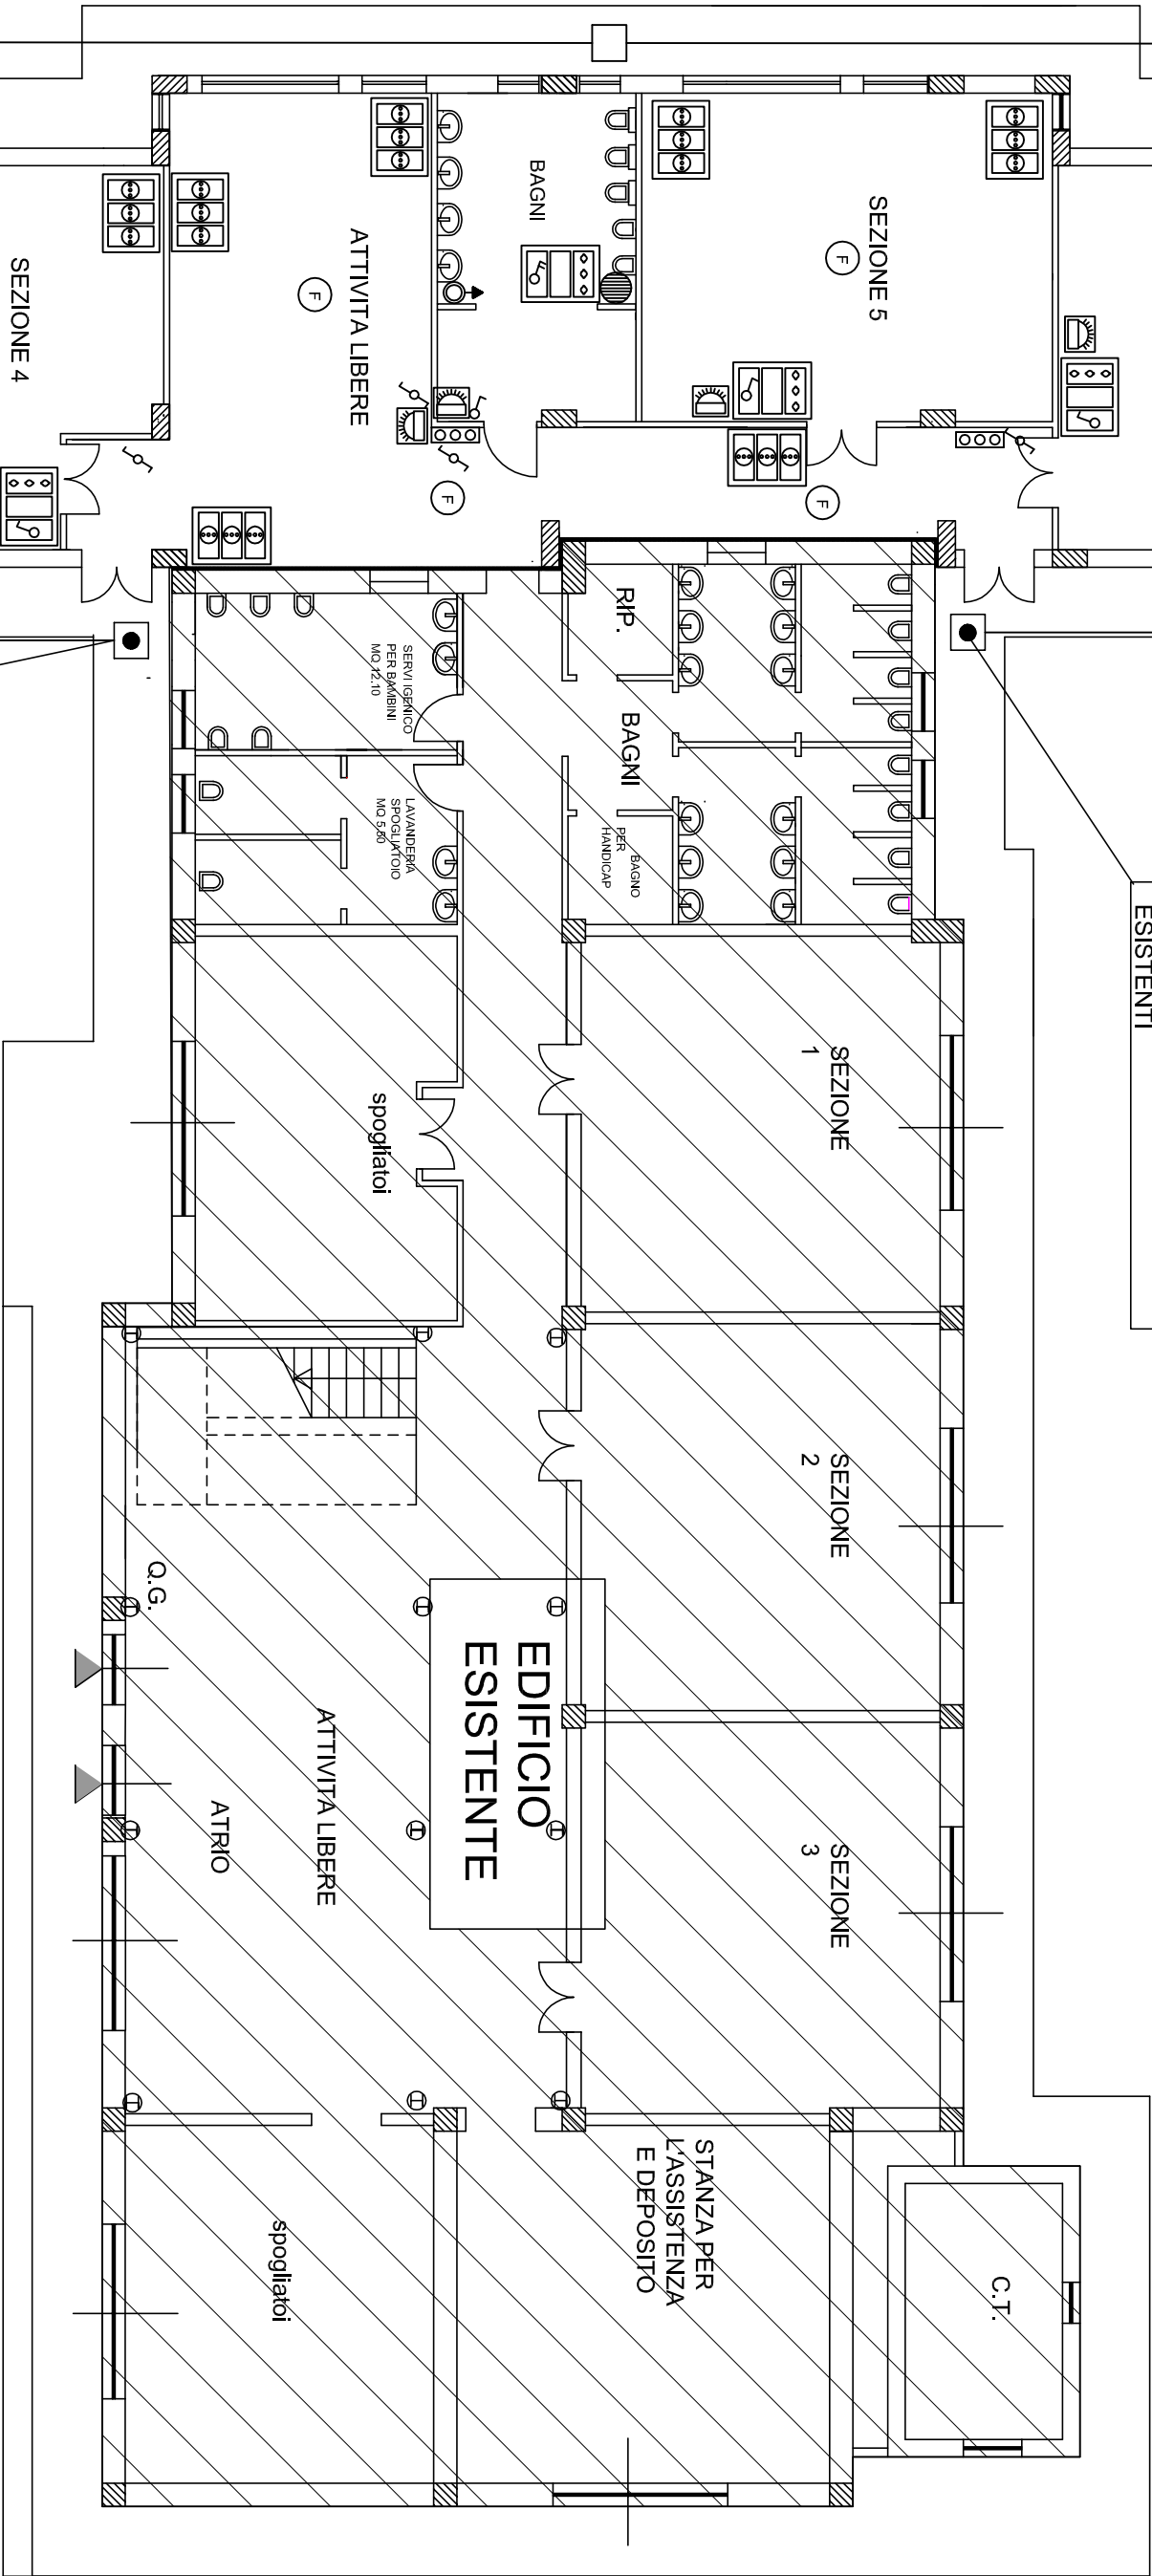 ESISTENTI
SEZIONE 5
F
BAGNI
ATTIVITA LIBERE
F
SEZIONE 4
F
F
RIP.
BAGNI
BAGNO
PER
HANDICAP
SERVI IGENICO
PER BAMBINI
MQ 12.10
LAVANDERIA
SPOGLIATOIO
MQ 5.50
SEZIONE
1
spogliatoi
SEZIONE
2
Q.G.
EDIFICIO
ESISTENTE
ATTIVITA LIBERE
ATRIO
SEZIONE
3
STANZA PER
L'ASSISTENZA
E DEPOSITO
spogliatoi
C.T.